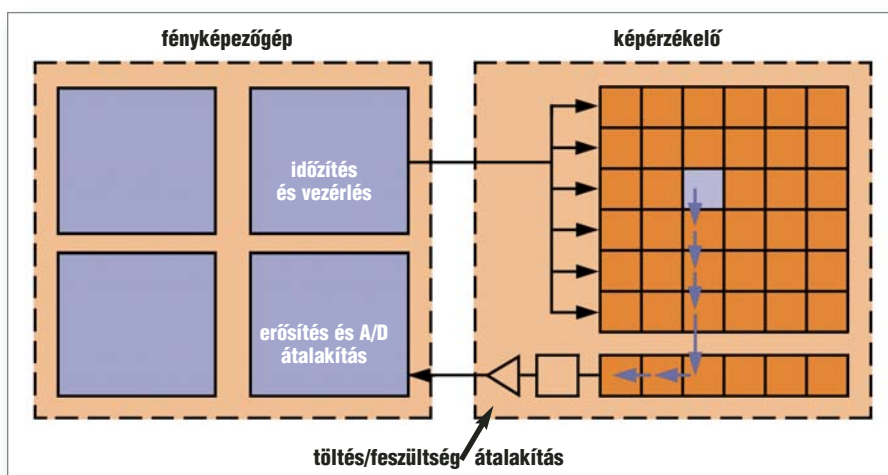 fényképezőgép
képérzékelő
időzítés
és vezérlés
erősítés és A/D
átalakítás
töltés/feszültség átalakítás